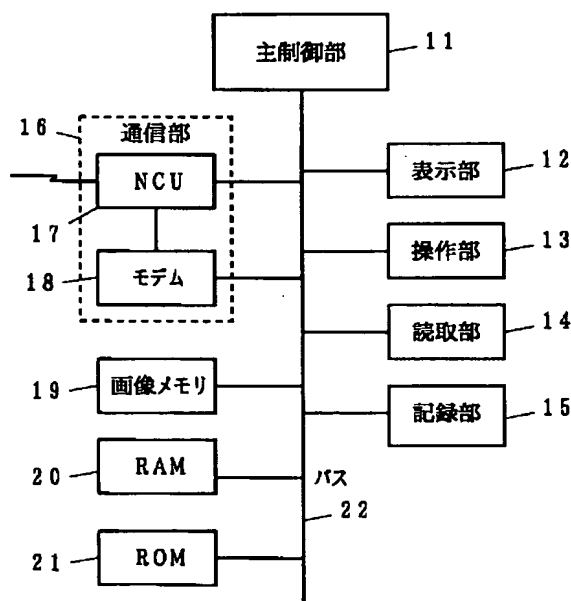 主制御部
11
16
通信部
NCU
17
モデム
18
表示部
12
操作部
13
読取部
14
記録部
15
画像メモリ
19
RAM
20
ROM
21
バス
22